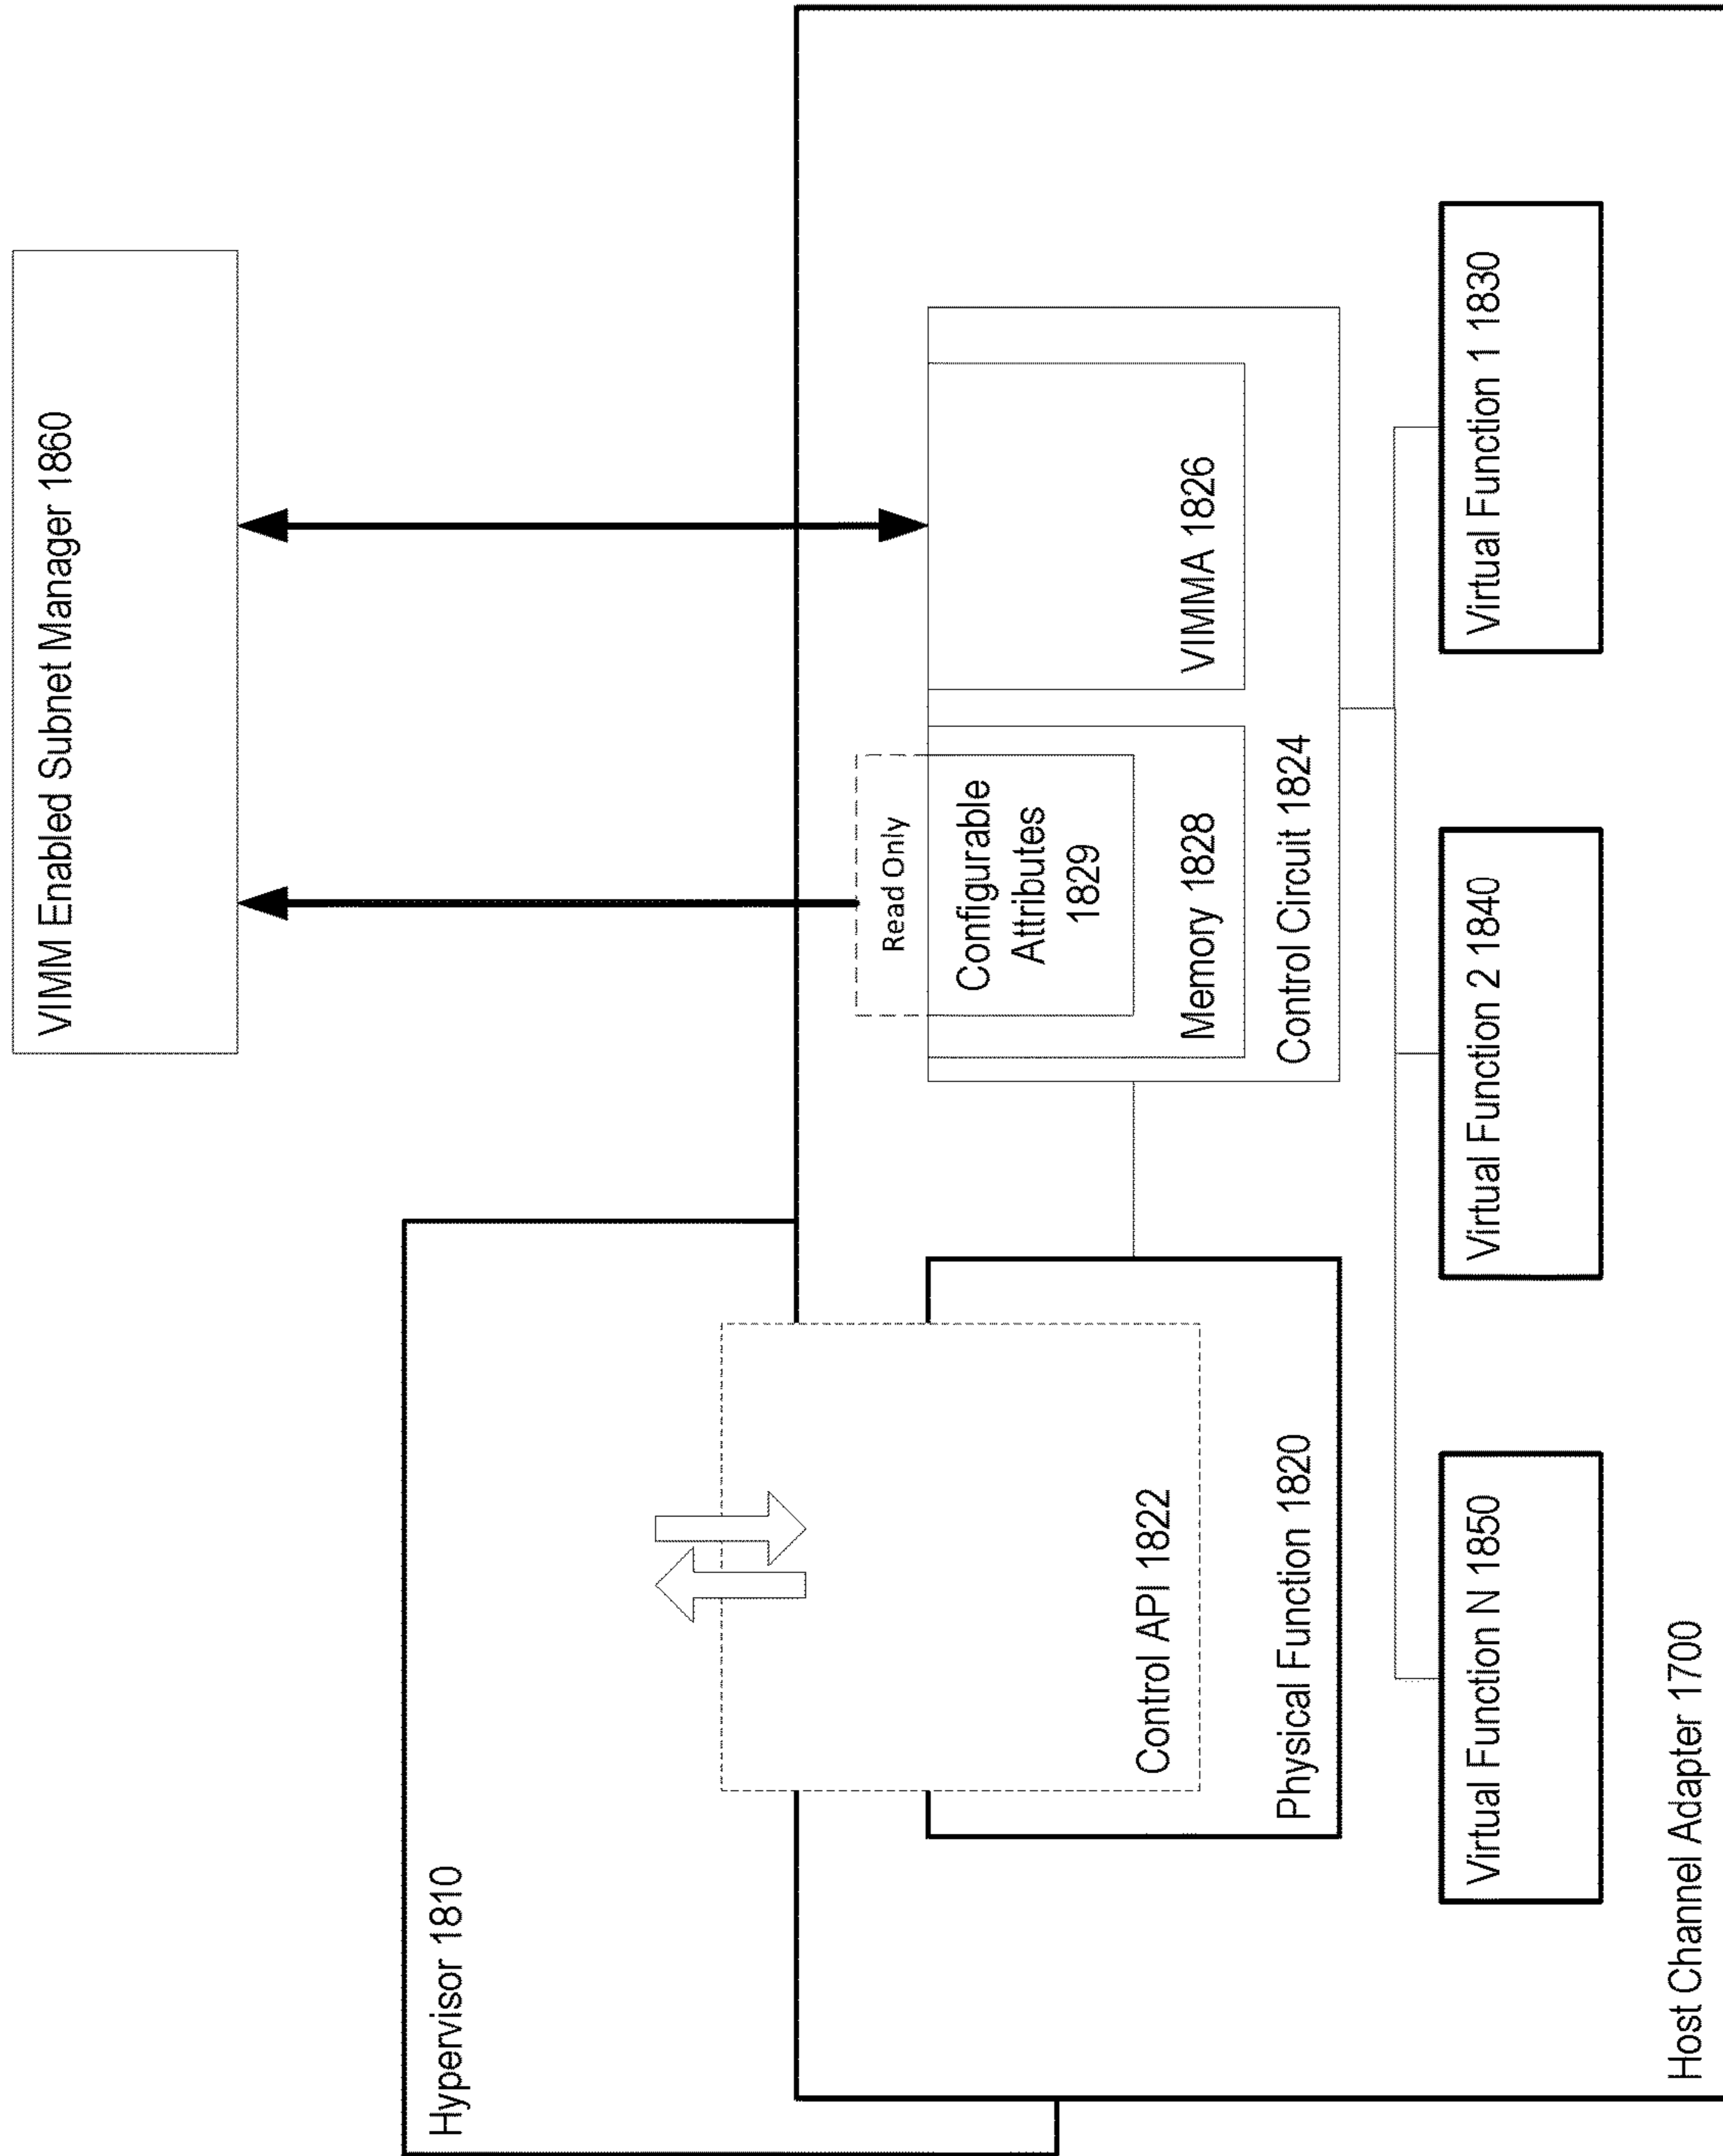 VIMM Enabled Subnet Manager 1860
Hypervisor 1810
Control API 1822
Physical Function 1820
Read Only
Configurable
Attributes
1829
Memory 1828
VIMMA 1826
Control Circuit 1824
Virtual Function N 1850
Virtual Function 2 1840
Virtual Function 1 1830
Host Channel Adapter 1700